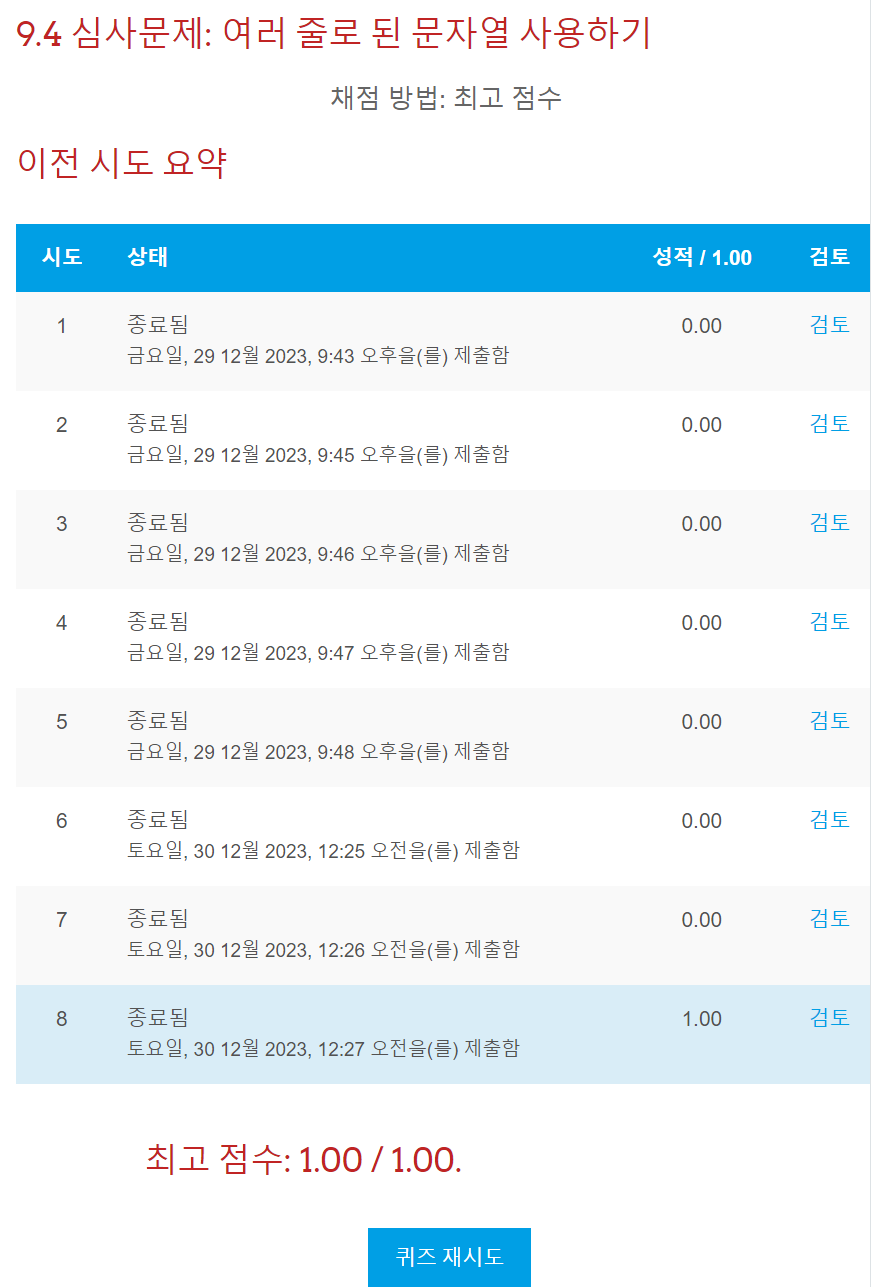 9.4 심사문제: 여러 줄로 된 문자열 사용하기
채점 방법: 최고 점수
이전 시도 요약
시도 상태 성적 / 1.00 검토
1 종료됨 0.00 검토
금요일, 29 12월 2023, 9:43 오후을(를) 제출함
2 종료됨 0.00 검토
금요일, 29 12월 2023, 9:45 오후을(를) 제출함
3 종료됨 0.00 검토
금요일, 29 12월 2023, 9:46 오후을(를) 제출함
4 종료됨 0.00 검토
금요일, 29 12월 2023, 9:47 오후을(를) 제출함
5 종료됨 0.00 검토
금요일, 29 12월 2023, 9:48 오후을(를) 제출함
6 종료됨 0.00 검토
토요일, 30 12월 2023, 12:25 오전을(를) 제출함
7 종료됨 0.00 검토
토요일, 30 12월 2023, 12:26 오전을(를) 제출함
8 종료됨 1.00 검토
토요일, 30 12월 2023, 12:27 오전을(를) 제출함
최고 점수: 1.00 / 1.00.
퀴즈 재시도